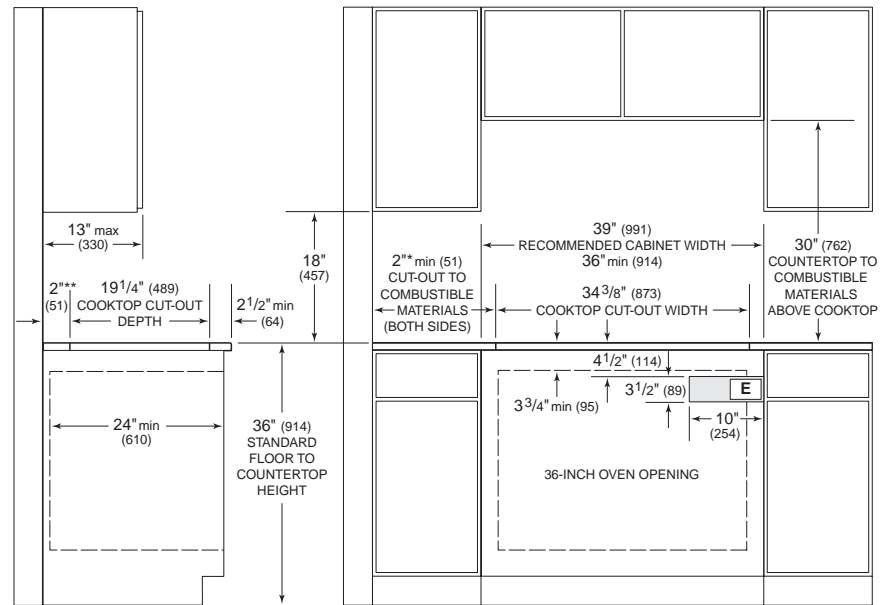 13" max
(330)
18"
(457)
2"**
(51)
19 1/4" (489)
COOKTOP CUT-OUT
DEPTH
2 1/2" min
(64)
24" min
(610)
36" (914)
STANDARD
FLOOR TO
COUNTERTOP
HEIGHT
39" (991)
RECOMMENDED CABINET WIDTH
36" min (914)
2"* min (51)
CUT-OUT TO
COMBUSTIBLE
MATERIALS
(BOTH SIDES)
34 3/8" (873)
COOKTOP CUT-OUT WIDTH
30" (762)
COUNTERTOP TO
COMBUSTIBLE
MATERIALS
ABOVE COOKTOP
4 1/2" (114)
3 1/2" (89)
E
3 3/4" min (95)
10"
(254)
36-INCH OVEN OPENING